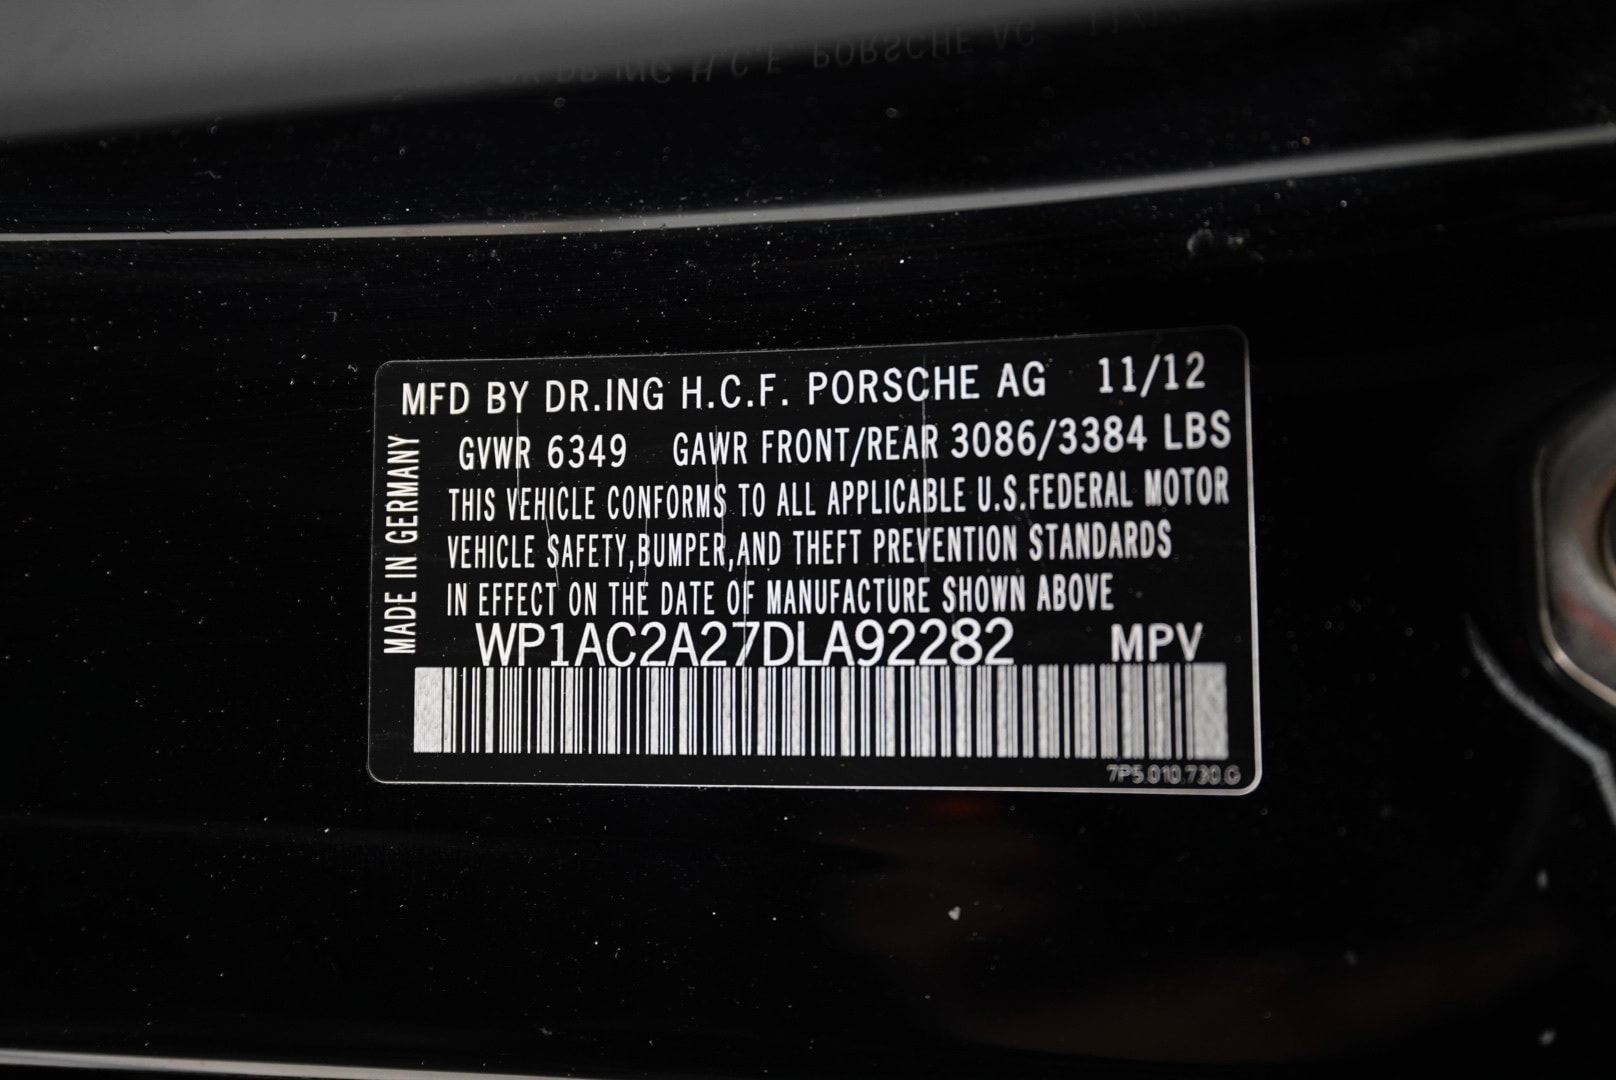 MFD BY DR.ING H.C.F. PORSCHE AG 11/12
GVWR 6349 GAWR FRONT/REAR 3086/3384 LBS
THIS VEHICLE CONFORMS TO ALL APPLICABLE U.S.FEDERAL MOTOR
VEHICLE SAFETY,BUMPER,AND THEFT PREVENTION STANDARDS
IN EFFECT ON THE DATE OF MANUFACTURE SHOWN ABOVE
WP1AC2A27DLA92282 MPV
7P5.010.730.G
MADE IN GERMANY